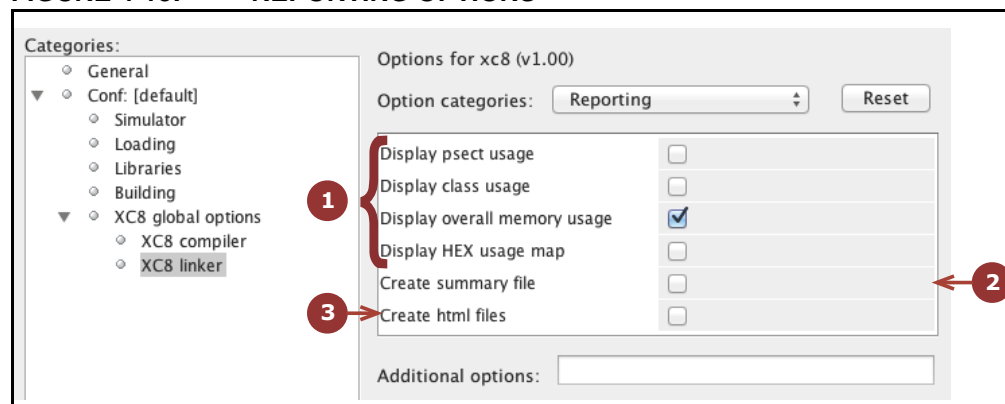 Categories:
General
Conf: [default]
Simulator
Loading
Libraries
Building
XC8 global options
XC8 compiler
XC8 linker
Options for xc8 (v1.00)
Option categories: Reporting Reset
1
Display psect usage
Display class usage
Display overall memory usage
Display HEX usage map
Create summary file
2
3
Create html files
Additional options: